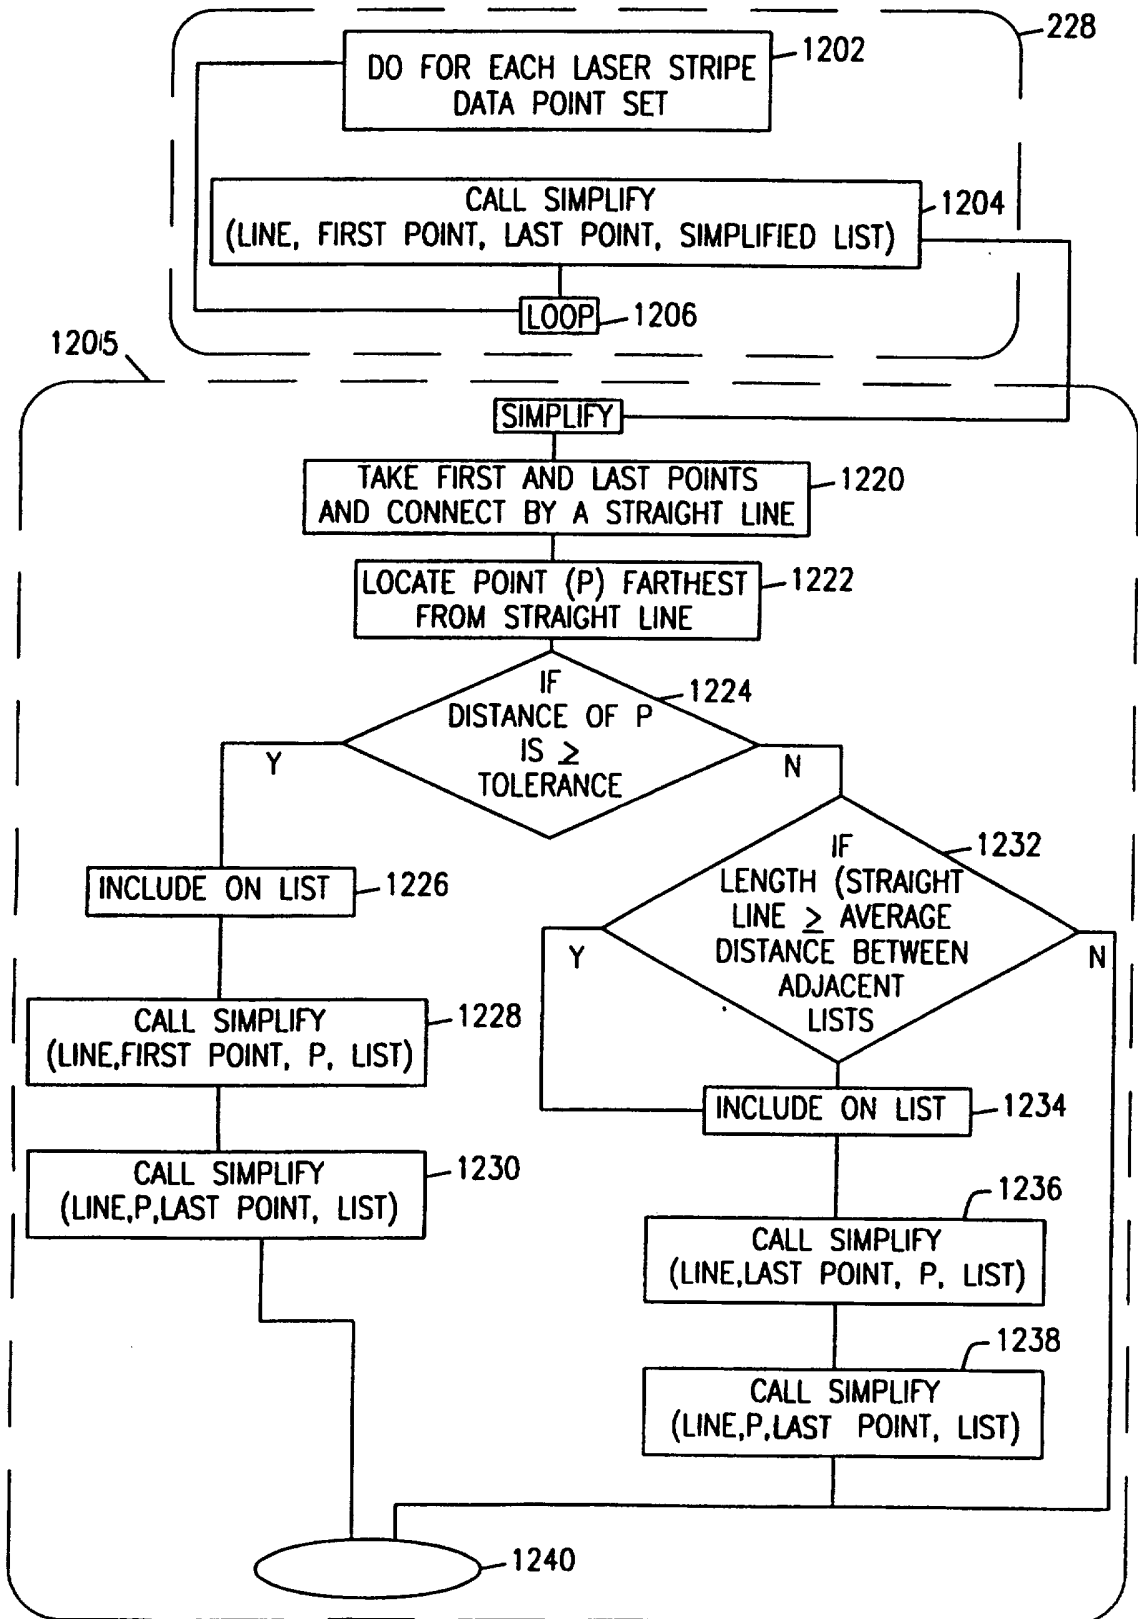 228
DO FOR EACH LASER STRIPE
DATA POINT SET
1202
CALL SIMPLIFY
(LINE, FIRST POINT, LAST POINT, SIMPLIFIED LIST)
1204
LOOP
1206
1205
SIMPLIFY
TAKE FIRST AND LAST POINTS
AND CONNECT BY A STRAIGHT LINE
1220
LOCATE POINT (P) FARTHEST
FROM STRAIGHT LINE
1222
IF
DISTANCE OF P
IS ≥
TOLERANCE
1224
Y
N
INCLUDE ON LIST
1226
IF
LENGTH (STRAIGHT
LINE ≥ AVERAGE
DISTANCE BETWEEN
ADJACENT
LISTS
1232
Y
N
CALL SIMPLIFY
(LINE,FIRST POINT, P, LIST)
1228
INCLUDE ON LIST
1234
CALL SIMPLIFY
(LINE,P,LAST POINT, LIST)
1230
CALL SIMPLIFY
(LINE,LAST POINT, P, LIST)
1236
CALL SIMPLIFY
(LINE,P,LAST POINT, LIST)
1238
1240